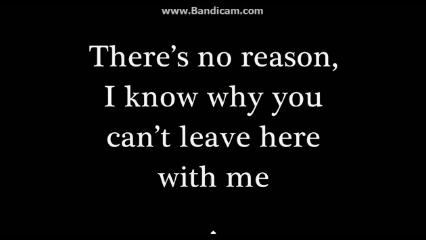 www.Bandicam.com
There’s no reason,
I know why you
can’t leave here
with me